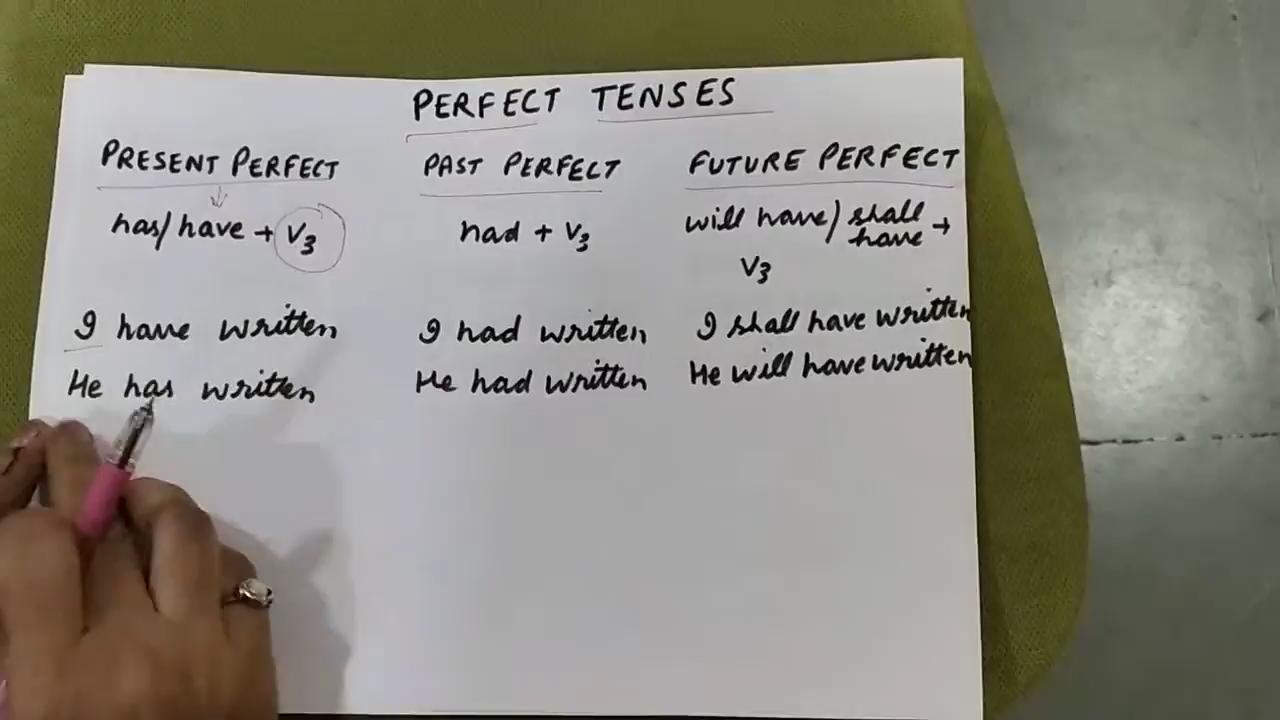 PERFECT TENSES
PRESENT PERFECT
has/have + V3
I have written
He has written
PAST PERFECT
had + V3
I had written
He had written
FUTURE PERFECT
will have/shall have +
V3
I shall have written
He will have written